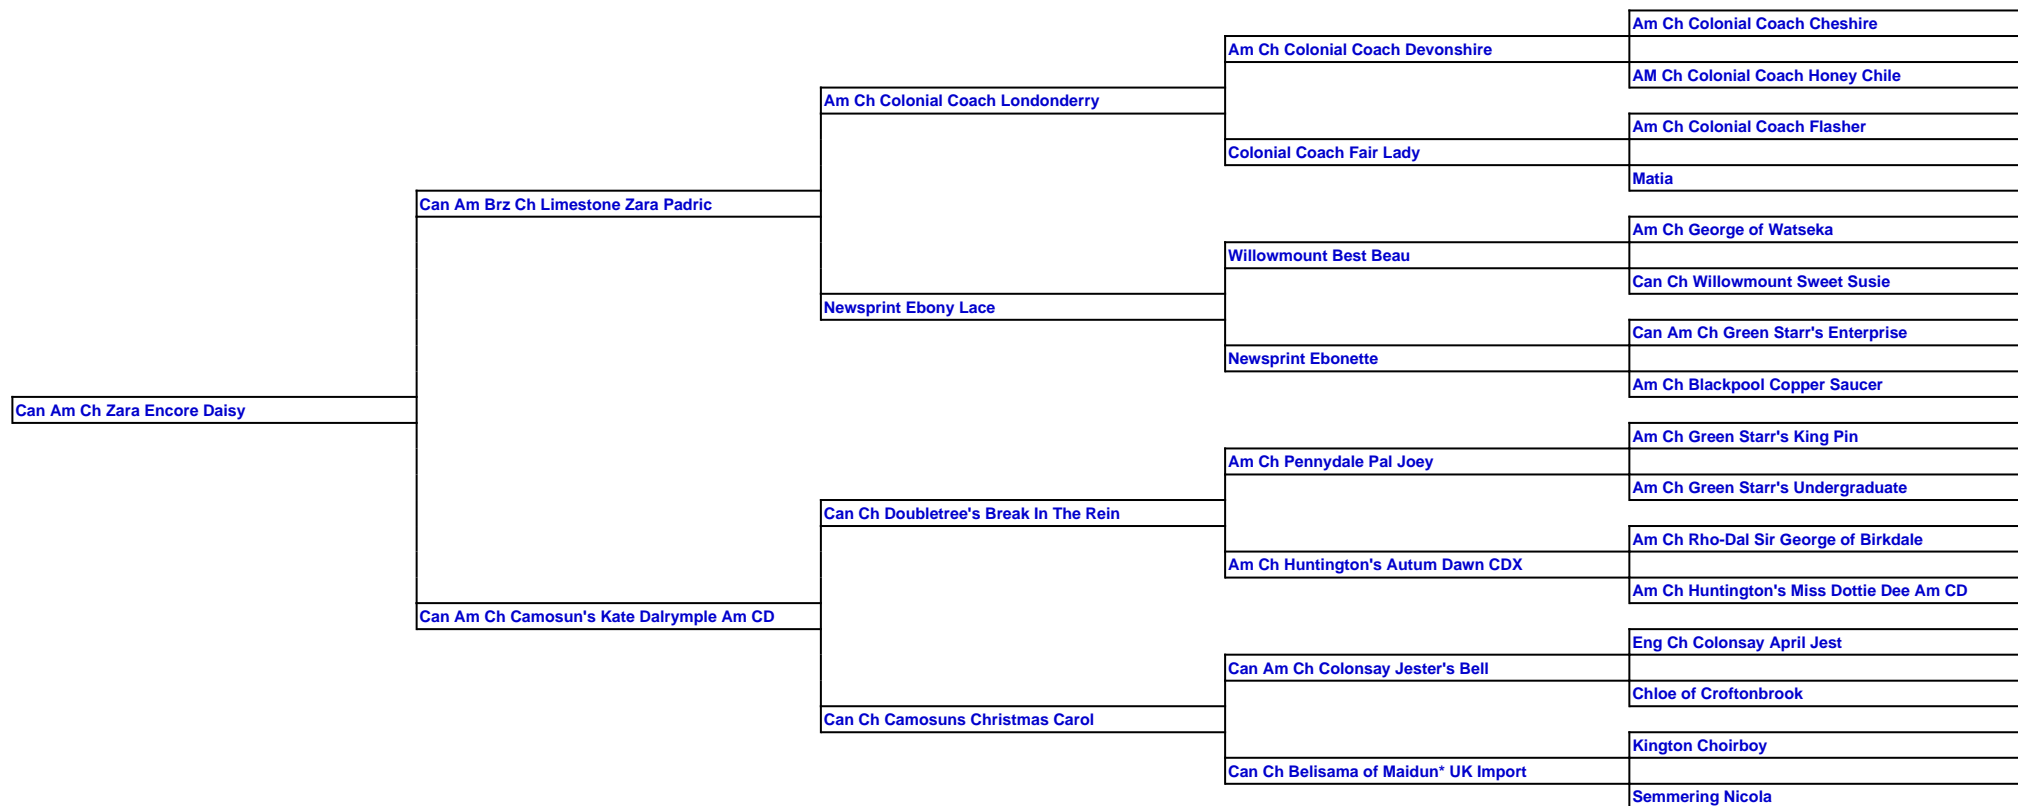 Am Ch Colonial Coach Cheshire
Am Ch Colonial Coach Devonshire
AM Ch Colonial Coach Honey Chile
Am Ch Colonial Coach Londonderry
Am Ch Colonial Coach Flasher
Colonial Coach Fair Lady
Matia
Can Am Brz Ch Limestone Zara Padric
Am Ch George of Watseka
Willowmount Best Beau
Can Ch Willowmount Sweet Susie
Newsprint Ebony Lace
Can Am Ch Green Starr's Enterprise
Newsprint Ebonette
Am Ch Blackpool Copper Saucer
Can Am Ch Zara Encore Daisy
Am Ch Green Starr's King Pin
Am Ch Pennydale Pal Joey
Am Ch Green Starr's Undergraduate
Can Ch Doubletree's Break In The Rein
Am Ch Rho-Dal Sir George of Birkdale
Am Ch Huntington's Autum Dawn CDX
Am Ch Huntington's Miss Dottie Dee Am CD
Can Am Ch Camosun's Kate Dalrymple Am CD
Eng Ch Colonsay April Jest
Can Am Ch Colonsay Jester's Bell
Chloe of Croftonbrook
Can Ch Camosuns Christmas Carol
Kington Choirboy
Can Ch Belisama of Maidun* UK Import
Semmering Nicola